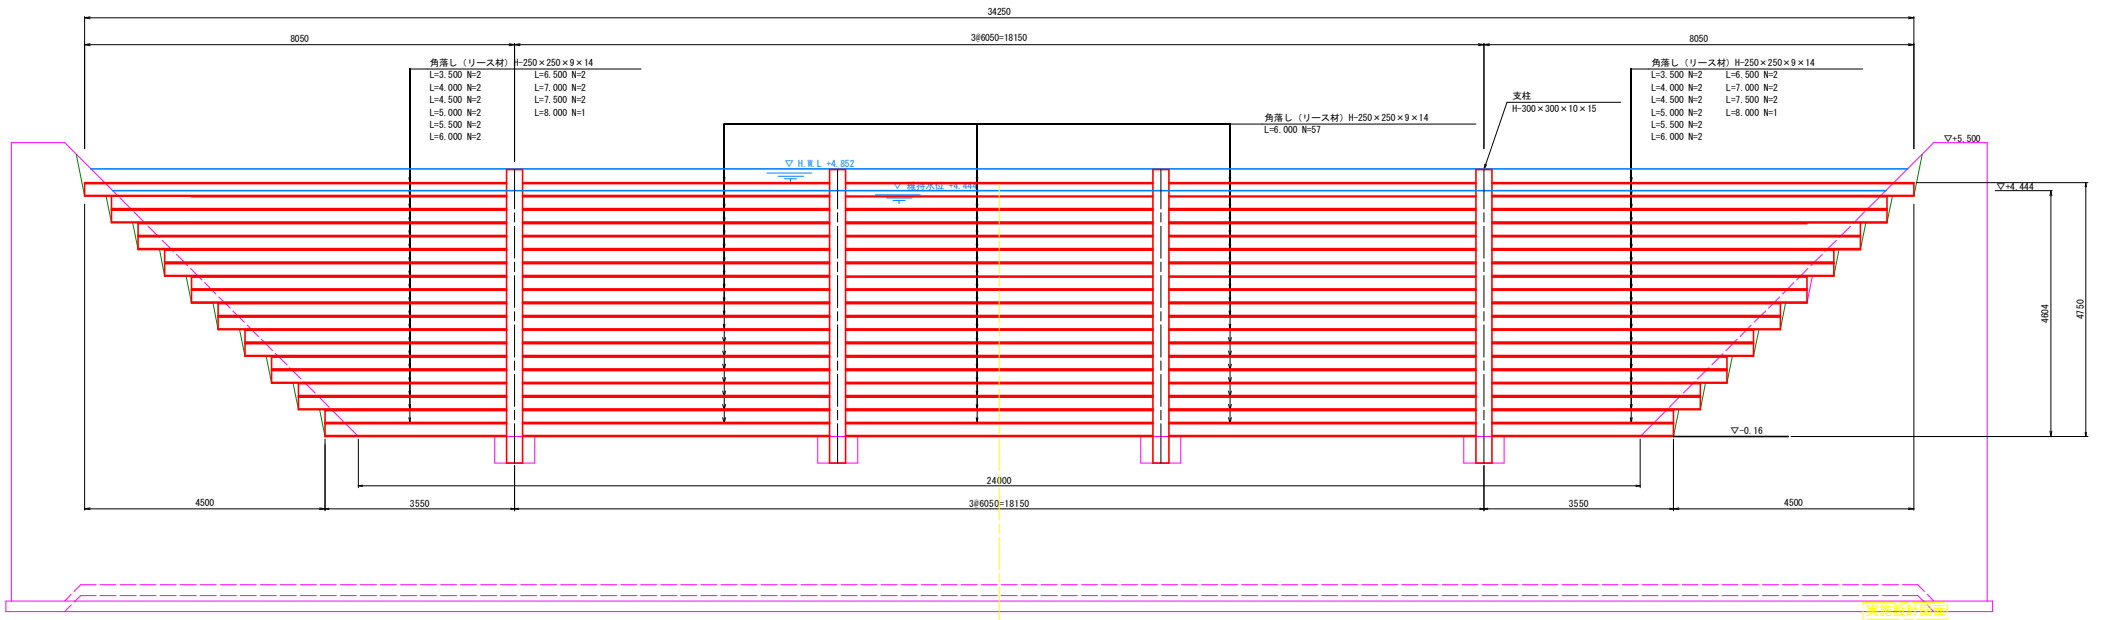 34250
8050
3@6050=18150
8050
角落し（リース材）H-250×250×9×14
L=3.500 N=2
L=6.500 N=2
L=4.000 N=2
L=7.000 N=2
L=4.500 N=2
L=7.500 N=2
L=5.000 N=2
L=8.000 N=1
L=5.500 N=2
L=6.000 N=2
角落し（リース材）H-250×250×9×14
L=6.000 N=57
支柱
H-300×300×10×15
角落し（リース材）H-250×250×9×14
L=3.500 N=2
L=6.500 N=2
L=4.000 N=2
L=7.000 N=2
L=4.500 N=2
L=7.500 N=2
L=5.000 N=2
L=8.000 N=1
L=5.500 N=2
L=6.000 N=2
▽+5.500
▽ H.W.L +4.852
▽ 維持水位 +4.444
▽+4.444
4604
4750
▽-0.16
24000
4500
3550
3@6050=18150
3550
4500